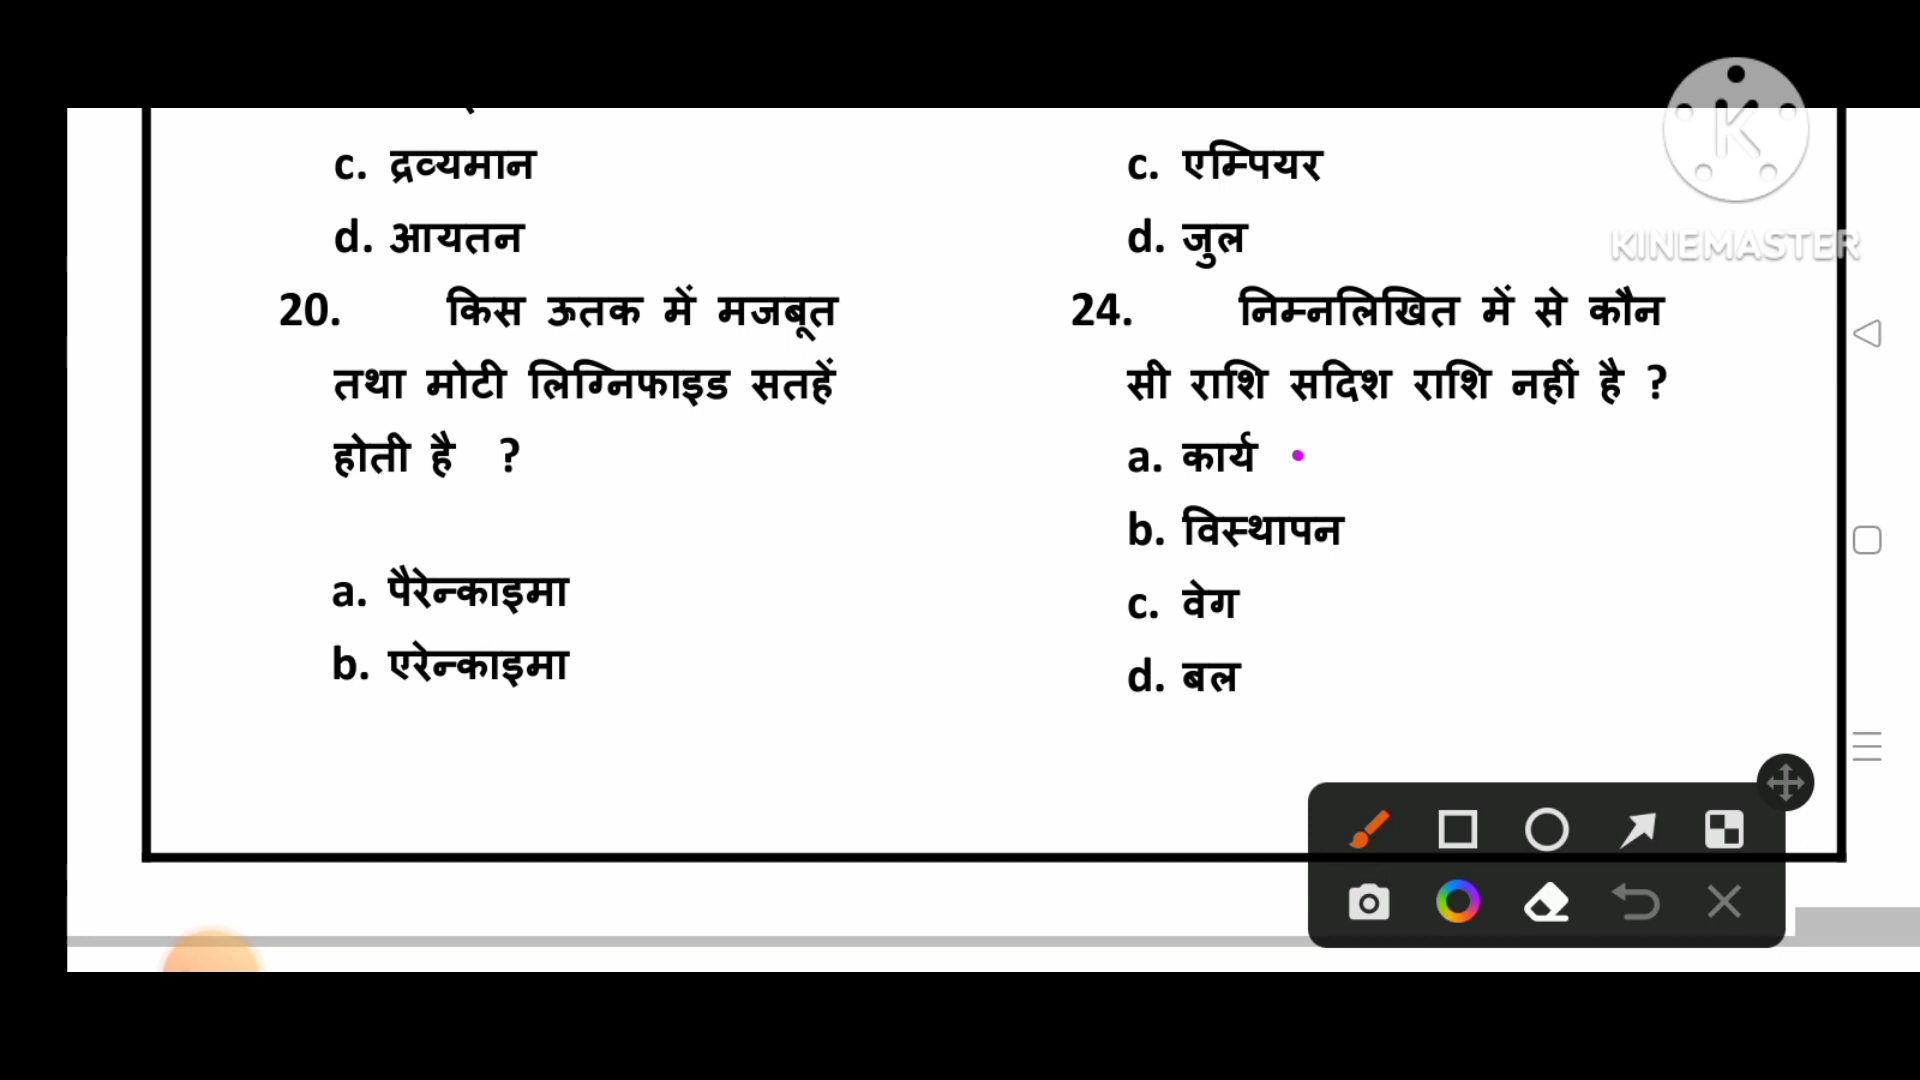 c. द्रव्यमान
d. आयतन
20. किस ऊतक में मजबूत
तथा मोटी लिग्निफाइड सतहें
होती है ?
a. पैरेन्काइमा
b. एरेन्काइमा
c. एम्पियर
d. जुल
24. निम्नलिखित में से कौन
सी राशि सदिश राशि नहीं है ?
a. कार्य
b. विस्थापन
c. वेग
d. बल
K
KINEMASTER